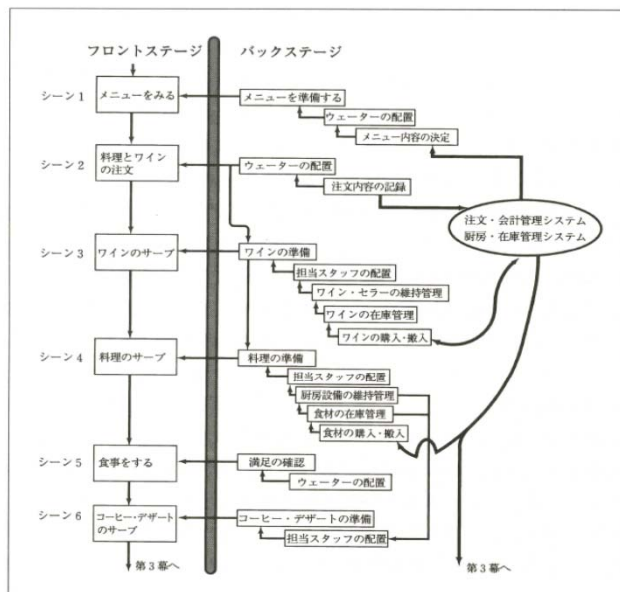 フロントステージ
バックステージ
シーン1
メニューをみる
メニューを準備する
ウェーターの配置
メニュー内容の決定
シーン2
料理とワイン
の注文
ウェーターの配置
注文内容の記録
注文・会計管理システム
厨房・在庫管理システム
シーン3
ワインのサーブ
ワインの準備
担当スタッフの配置
ワイン・セラーの維持管理
ワインの在庫管理
ワインの購入・搬入
シーン4
料理のサーブ
料理の準備
担当スタッフの配置
厨房設備の維持管理
食材の在庫管理
食材の購入・搬入
シーン5
食事をする
満足の確認
ウェーターの配置
シーン6
コーヒー・デザート
のサーブ
コーヒー・デザートの準備
担当スタッフの配置
第3幕へ
第3幕へ